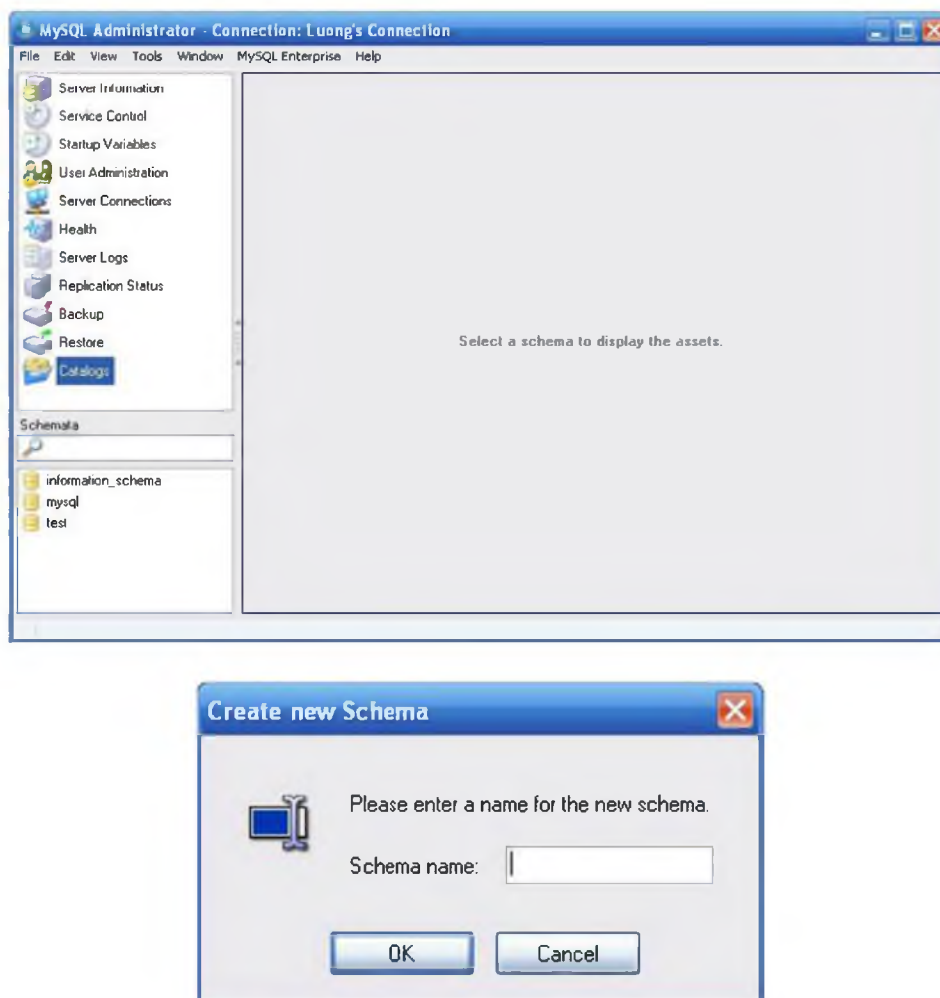 MySQL Administrator - Connection: Luong's Connection
File Edit View Tools Window MySQL Enterprise Help
Server Information
Service Control
Startup Variables
User Administration
Server Connections
Health
Server Logs
Replication Status
Backup
Restore
Catalogs
Schemata
information_schema
mysql
test
Select a schema to display the assets.
Create new Schema
Please enter a name for the new schema.
Schema name:
OK Cancel